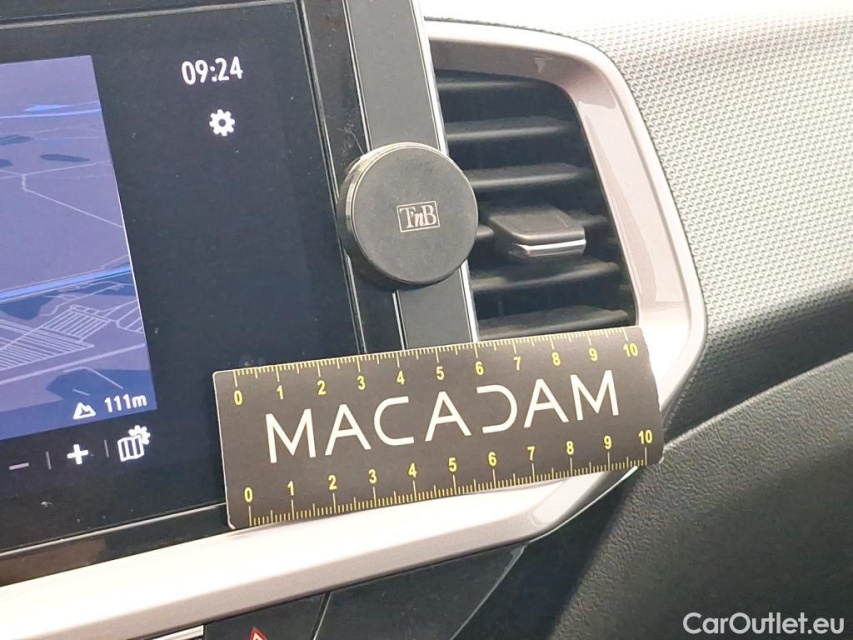 09:24
TnB
111m
− | +
0 1 2 3 4 5 6 7 8 9 10
MACADAM
0 1 2 3 4 5 6 7 8 9 10
CarOutlet.eu